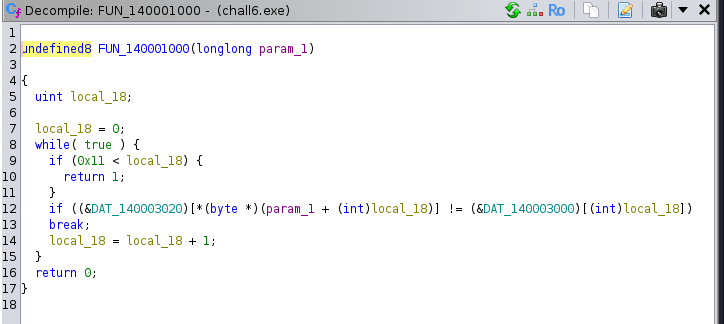 Decompile: FUN_140001000 - (chall6.exe)
Ro
1
2 undefined8 FUN_140001000(longlong param_1)
3
4 {
5   uint local_18;
6
7   local_18 = 0;
8   while( true ) {
9     if (0x11 < local_18) {
10       return 1;
11     }
12     if ((&DAT_140003020)[*(byte *)(param_1 + (int)local_18)] != (&DAT_140003000)[(int)local_18])
13     break;
14     local_18 = local_18 + 1;
15   }
16   return 0;
17 }
18